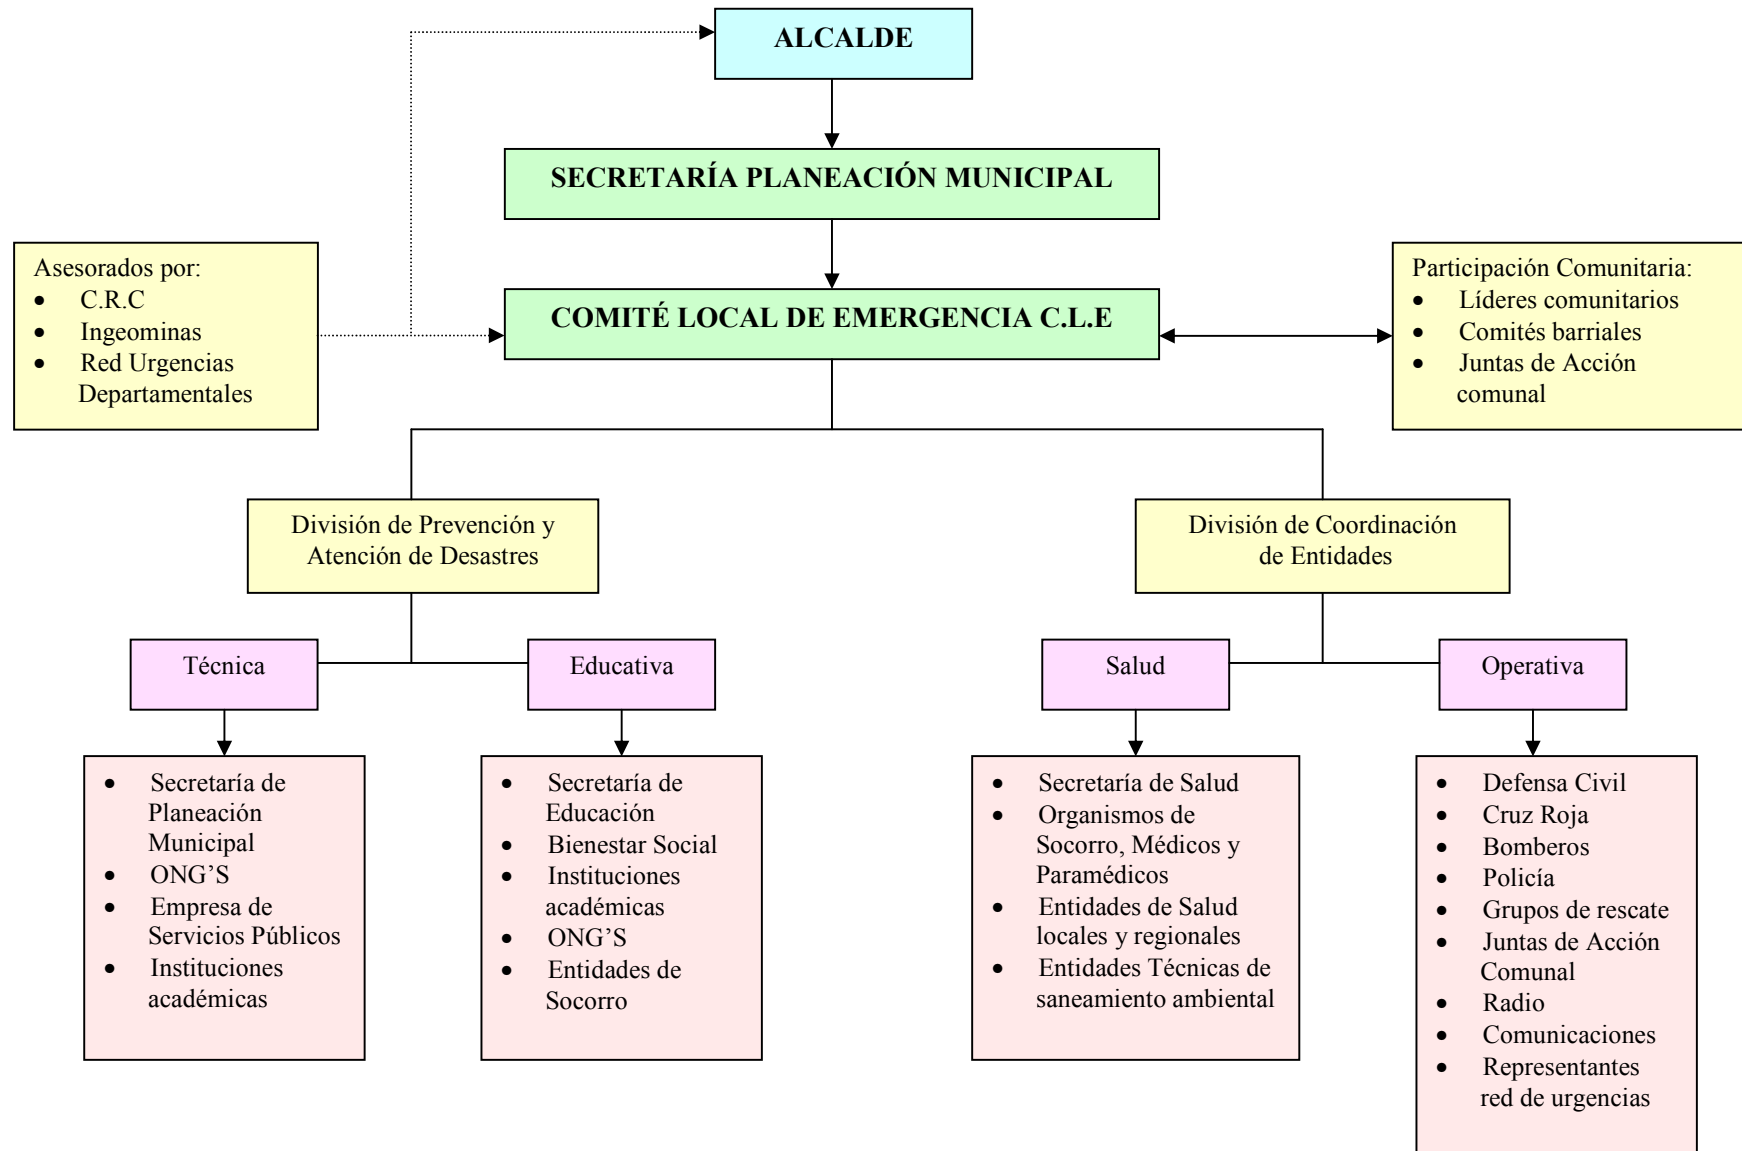 ALCALDE
SECRETARÍA PLANEACIÓN MUNICIPAL
Asesorados por:
• C.R.C
• Ingeominas
• Red Urgencias
Departamentales
COMITÉ LOCAL DE EMERGENCIA C.L.E
Participación Comunitaria:
• Líderes comunitarios
• Comités barriales
• Juntas de Acción
comunal
División de Prevención y
Atención de Desastres
División de Coordinación
de Entidades
Técnica
Educativa
Salud
Operativa
• Secretaría de
Planeación
Municipal
• ONG’S
• Empresa de
Servicios Públicos
• Instituciones
académicas
• Secretaría de
Educación
• Bienestar Social
• Instituciones
académicas
• ONG’S
• Entidades de
Socorro
• Secretaría de Salud
• Organismos de
Socorro, Médicos y
Paramédicos
• Entidades de Salud
locales y regionales
• Entidades Técnicas de
saneamiento ambiental
• Defensa Civil
• Cruz Roja
• Bomberos
• Policía
• Grupos de rescate
• Juntas de Acción
Comunal
• Radio
• Comunicaciones
• Representantes
red de urgencias